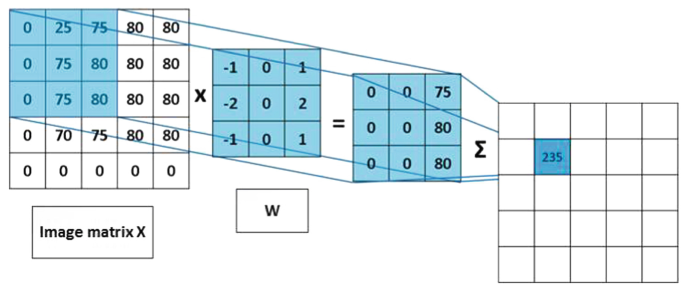 0 25 75 80 80
0 75 80 80 80
0 75 80 80 80
0 70 75 80 80
0 0 0 0 0
Image matrix X
X
-1 0 1
-2 0 2
-1 0 1
W
=
0 0 75
0 0 80
0 0 80
Σ
235